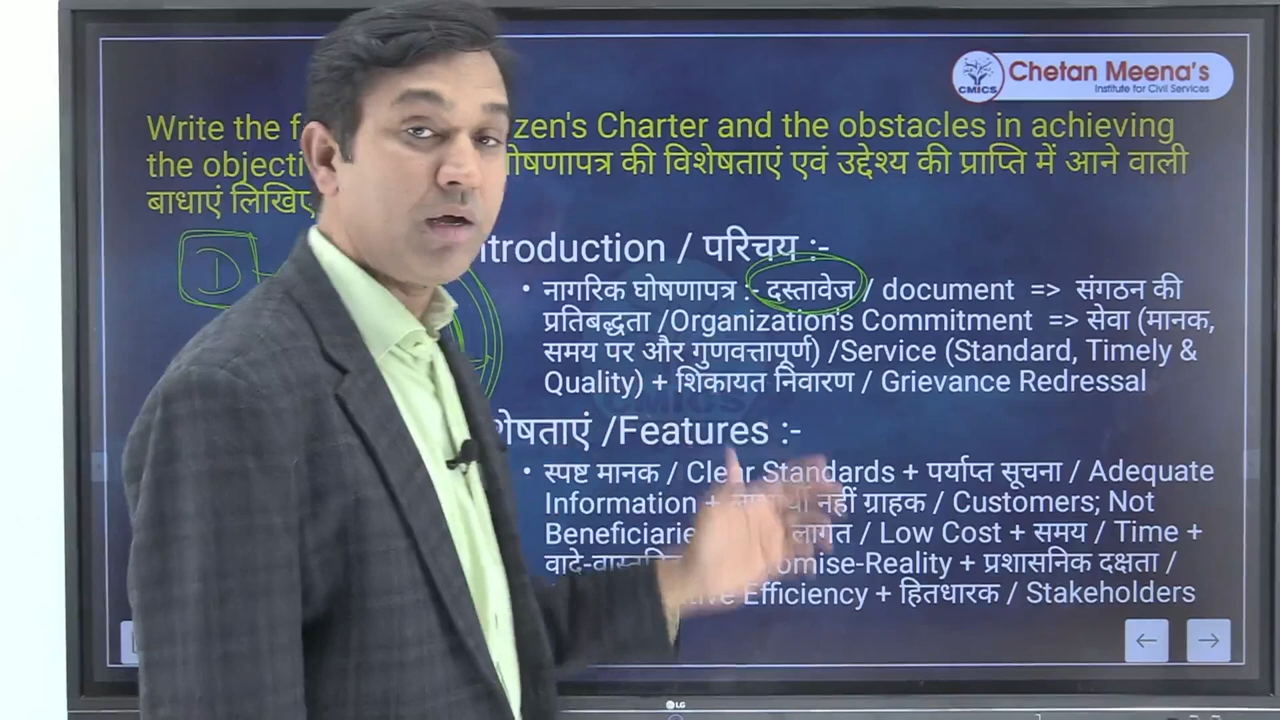 Chetan Meena's
CMICS
Institute for Civil Services
Write the zen's Charter and the obstacles in achieving
the objecti षणापत्र की विशेषताएं एवं उद्देश्य की प्राप्ति में आने वाली
बाधाएं लिखिए
D
troduction / परिचय :-
• नागरिक घोषणापत्र :- दस्तावेज / document => संगठन की
प्रतिबद्धता /Organization's Commitment => सेवा (मानक,
समय पर और गुणवत्तापूर्ण) /Service (Standard, Timely &
Quality) + शिकायत निवारण / Grievance Redressal
शेषताएं /Features :-
• स्पष्ट मानक / Clear Standards + पर्याप्त सूचना / Adequate
Information + नहीं ग्राहक / Customers; Not
Beneficiarie लागत / Low Cost + समय / Time +
वादे- omise-Reality + प्रशासनिक दक्षता /
tive Efficiency + हितधारक / Stakeholders
CMICS
← →
LG